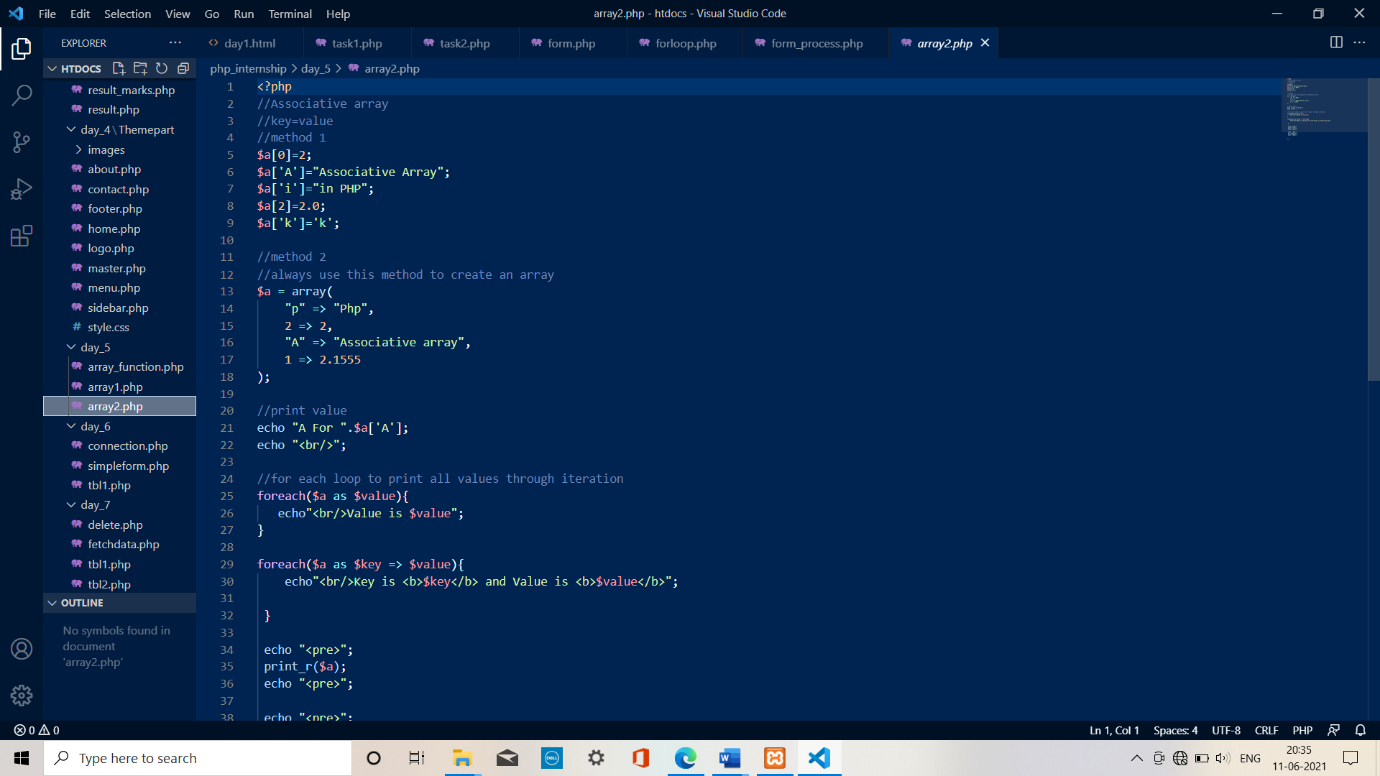 File Edit Selection View Go Run Terminal Help array2.php - htdocs - Visual Studio Code
EXPLORER
day1.html task1.php task2.php form.php forloop.php form_process.php array2.php
HTDOCS
php_internship > day_5 > array2.php
result_marks.php
result.php
day_4\Themepart
images
about.php
contact.php
footer.php
home.php
logo.php
master.php
menu.php
sidebar.php
# style.css
day_5
array_function.php
array1.php
array2.php
day_6
connection.php
simpleform.php
tbl1.php
day_7
delete.php
fetchdata.php
tbl1.php
tbl2.php
OUTLINE
No symbols found in
document
'array2.php'
1 <?php
2 //Associative array
3 //key=value
4 //method 1
5 $a[0]=2;
6 $a['A']="Associative Array";
7 $a['i']="in PHP";
8 $a[2]=2.0;
9 $a['k']='k';
10
11 //method 2
12 //always use this method to create an array
13 $a = array(
14 "p" => "Php",
15 2 => 2,
16 "A" => "Associative array",
17 1 => 2.1555
18 );
19
20 //print value
21 echo "A For ".$a['A'];
22 echo "<br/>";
23
24 //for each loop to print all values through iteration
25 foreach($a as $value){
26 echo"<br/>Value is $value";
27 }
28
29 foreach($a as $key => $value){
30 echo"<br/>Key is <b>$key</b> and Value is <b>$value</b>";
31
32 }
33
34 echo "<pre>";
35 print_r($a);
36 echo "<pre>";
37
38 echo "<pre>";
0 0 Ln 1, Col 1 Spaces: 4 UTF-8 CRLF PHP
Type here to search
DELL
ENG
20:35
11-06-2021